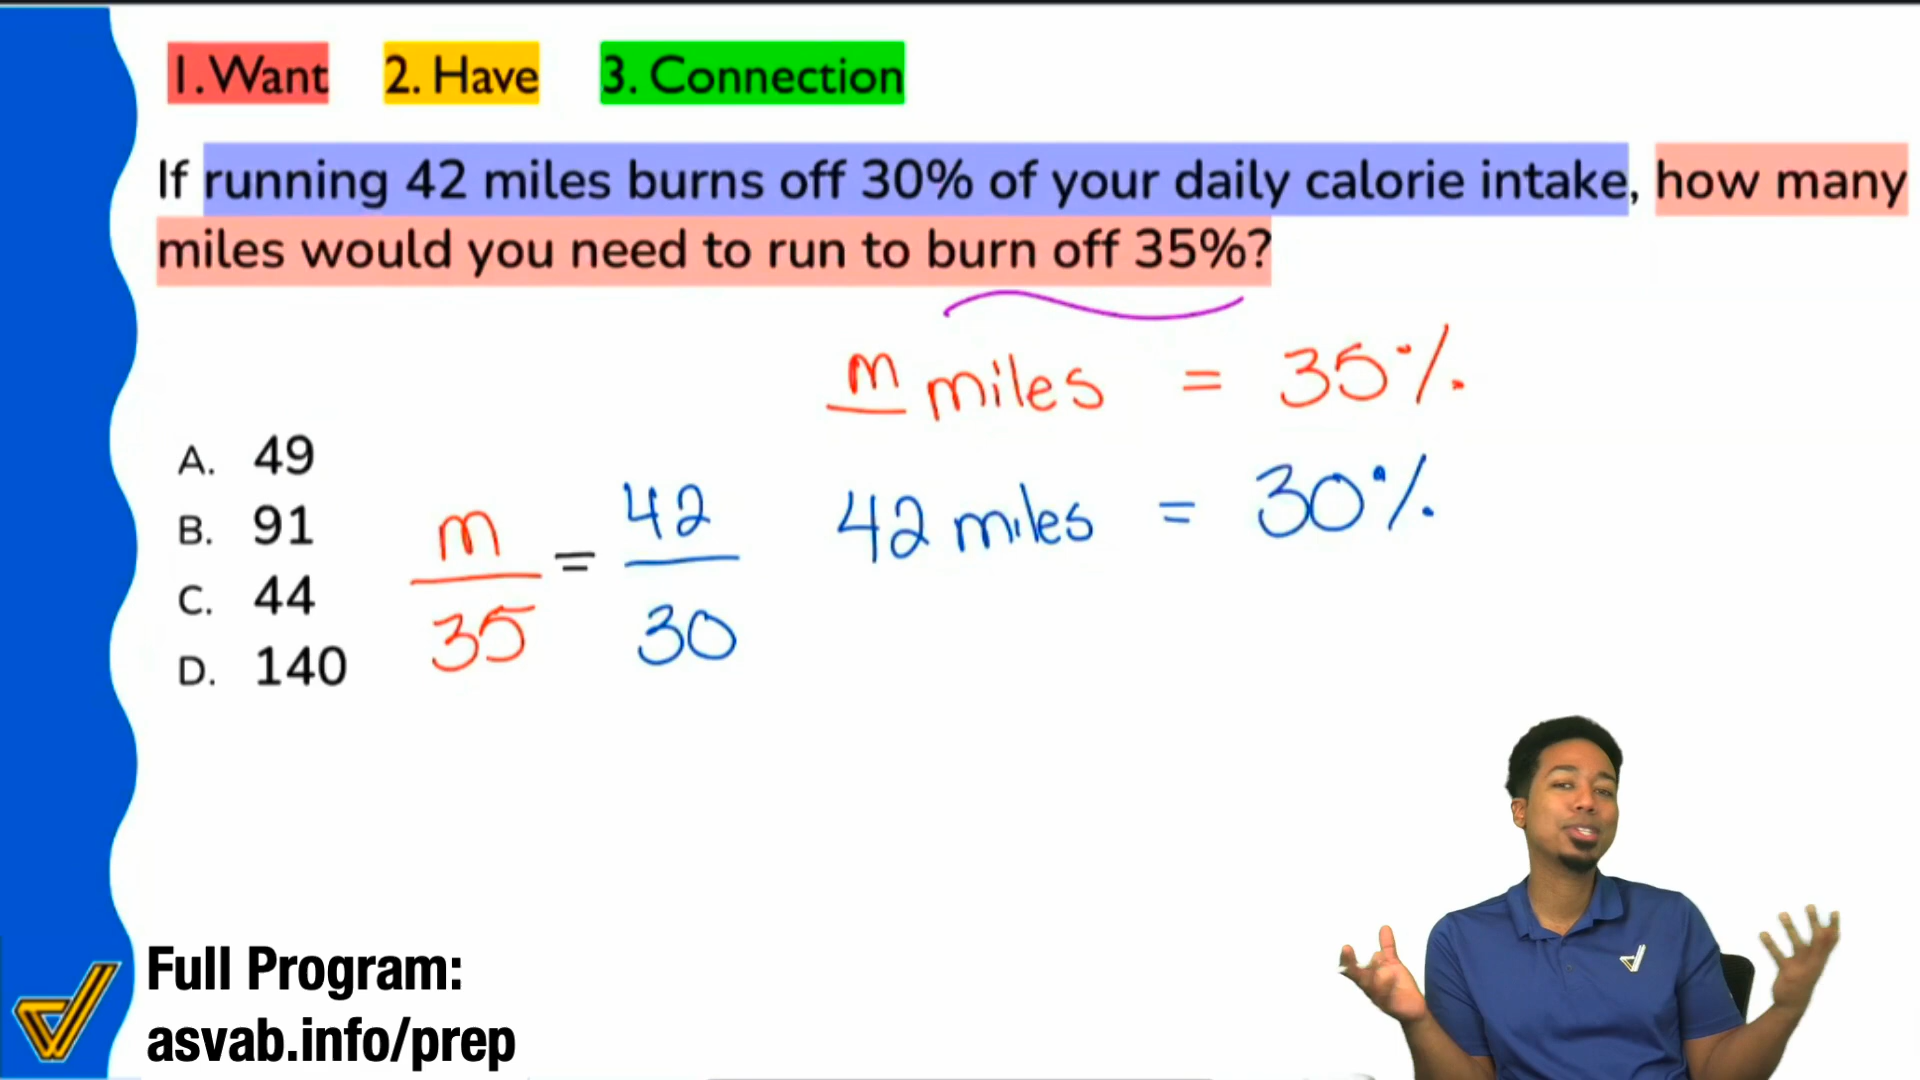 1. Want 2. Have 3. Connection
If running 42 miles burns off 30% of your daily calorie intake, how many
miles would you need to run to burn off 35%?
m miles = 35%
A. 49
B. 91
C. 44
D. 140
m/35 = 42/30
42 miles = 30%
Full Program:
asvab.info/prep